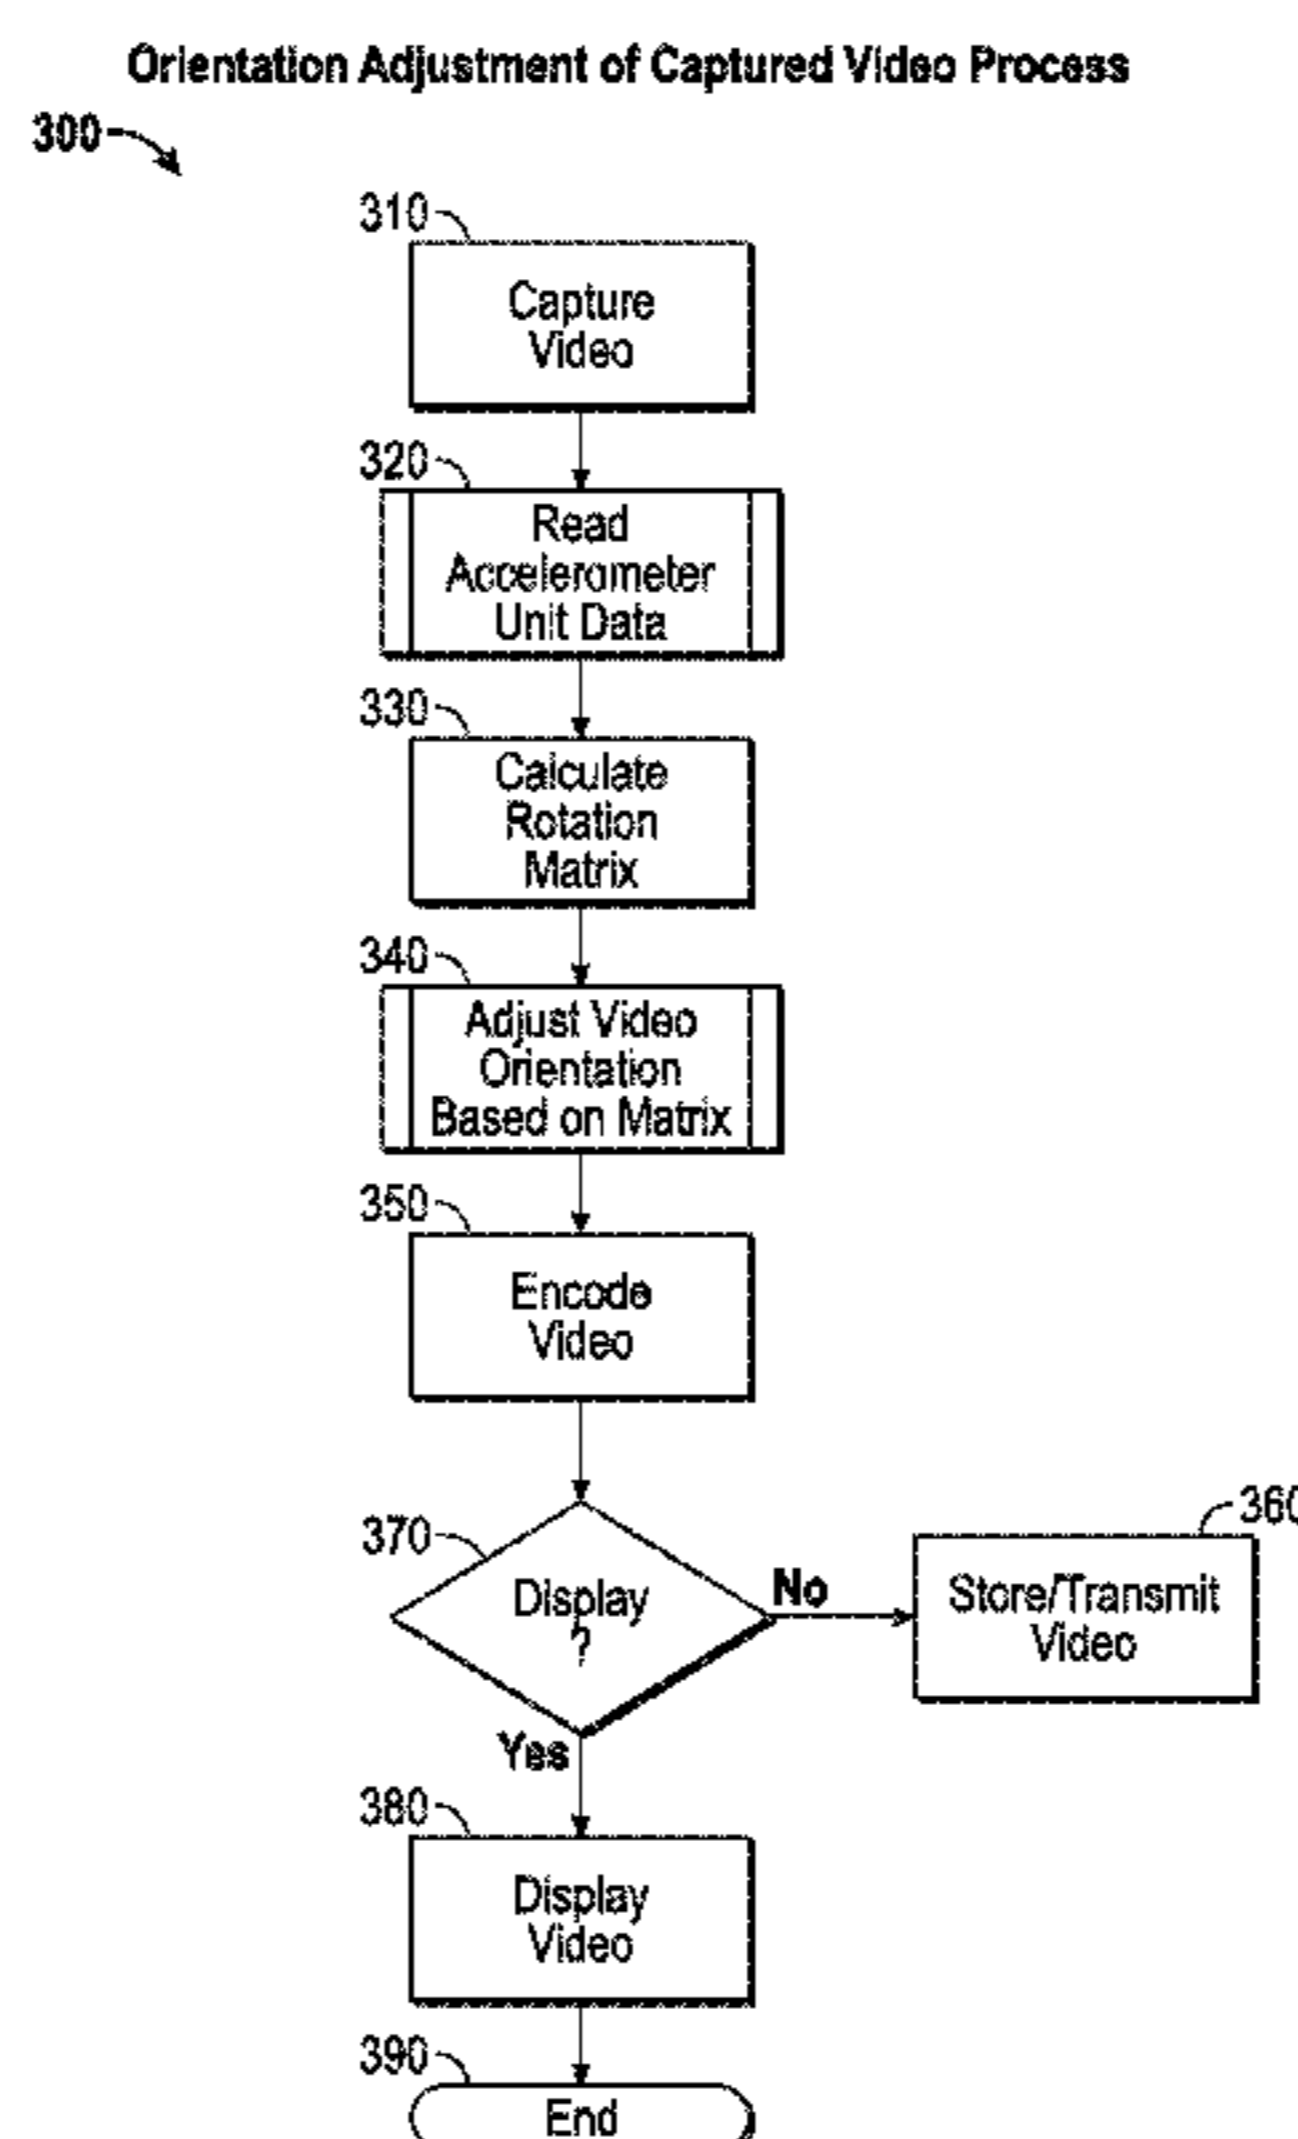 Orientation Adjustment of Captured Video Process
300
310
Capture
Video
320
Read
Accelerometer
Unit Data
330
Calculate
Rotation
Matrix
340
Adjust Video
Orientation
Based on Matrix
350
Encode
Video
370
Display
?
No
360
Store/Transmit
Video
Yes
380
Display
Video
390
End